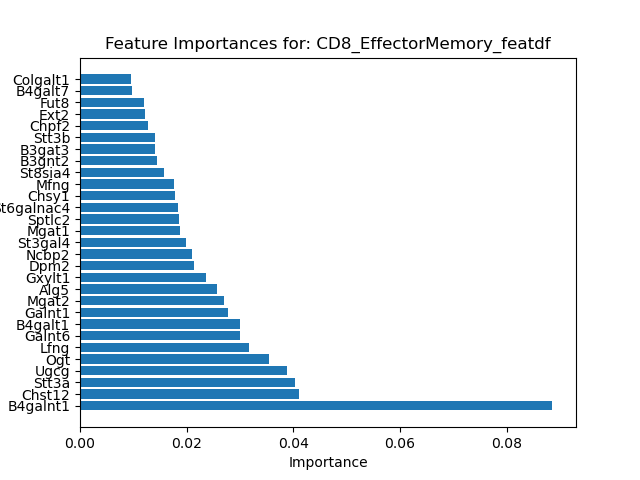 Feature Importances for: CD8_EffectorMemory_featdf
Colgalt1
B4galt7
Fut8
Ext2
Chpf2
Stt3b
B3gat3
B3gnt2
St8sia4
Mfng
Chsy1
St6galnac4
Sptlc2
Mgat1
St3gal4
Ncbp2
Dpm2
Gxylt1
Alg5
Mgat2
Galnt1
B4galt1
Galnt6
Lfng
Ogt
Ugcg
Stt3a
Chst12
B4galnt1
0.00 0.02 0.04 0.06 0.08
Importance